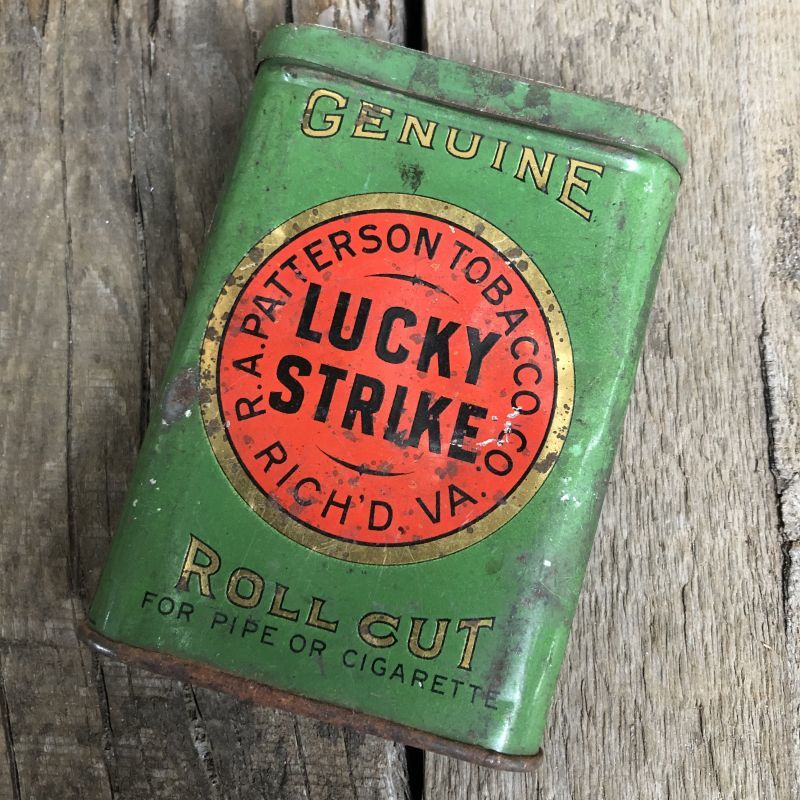 GENUINE
R.A. PATTERSON TOBACCO CO.
LUCKY
STRIKE
RICH'D, VA.
ROLL CUT
FOR PIPE OR CIGARETTE